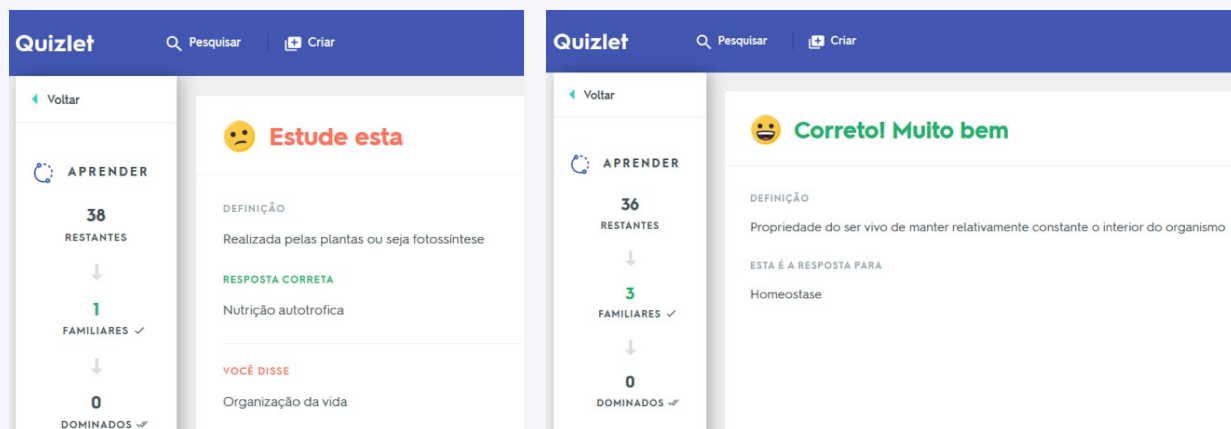 Quizlet
Pesquisar
Criar
Voltar
APRENDER
38
RESTANTES
1
FAMILIARES
0
DOMINADOS
Estude esta
DEFINIÇÃO
Realizada pelas plantas ou seja fotossíntese
RESPOSTA CORRETA
Nutrição autotrofica
VOCÊ DISSE
Organização da vida
Quizlet
Pesquisar
Criar
Voltar
APRENDER
36
RESTANTES
3
FAMILIARES
0
DOMINADOS
Correto! Muito bem
DEFINIÇÃO
Propriedade do ser vivo de manter relativamente constante o interior do organismo
ESTA É A RESPOSTA PARA
Homeostase